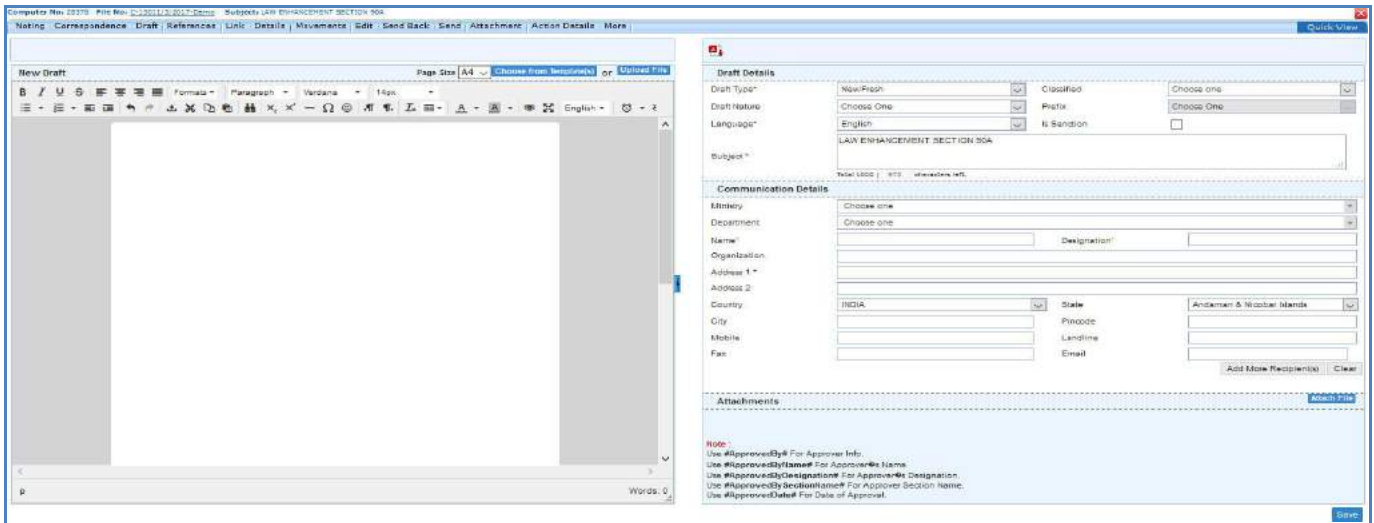 Computer No: 28378 File No: C-13011/3/2017-Demo Subject: LAW ENHANCEMENT SECTION 90A
Noting Correspondence Draft References Link Details Movements Edit Send Back Send Attachment Action Details More
Quick View
New Draft Page Size A4 Choose from Template(s) or Upload File
B I U S Formats Paragraph Verdana 14px
English
p
Words: 0
Draft Details
Draft Type* New/Fresh Classified Choose one
Draft Nature Choose One Prefix Choose One
Language* English Is Sanction
Subject * LAW ENHANCEMENT SECTION 90A
Total 1000 | 973 characters left.
Communication Details
Ministry Choose one
Department Choose one
Name* Designation*
Organization
Address 1 *
Address 2
Country INDIA State Andaman & Nicobar Islands
City Pincode
Mobile Landline
Fax Email
Add More Recipient(s) Clear
Attachments Attach File
Note :
Use #ApprovedBy# For Approver Info.
Use #ApprovedByName# For Approver�s Name
Use #ApprovedByDesignation# For Approver�s Designation.
Use #ApprovedBySectionName# For Approver Section Name.
Use #ApprovedDate# For Date of Approval.
Save